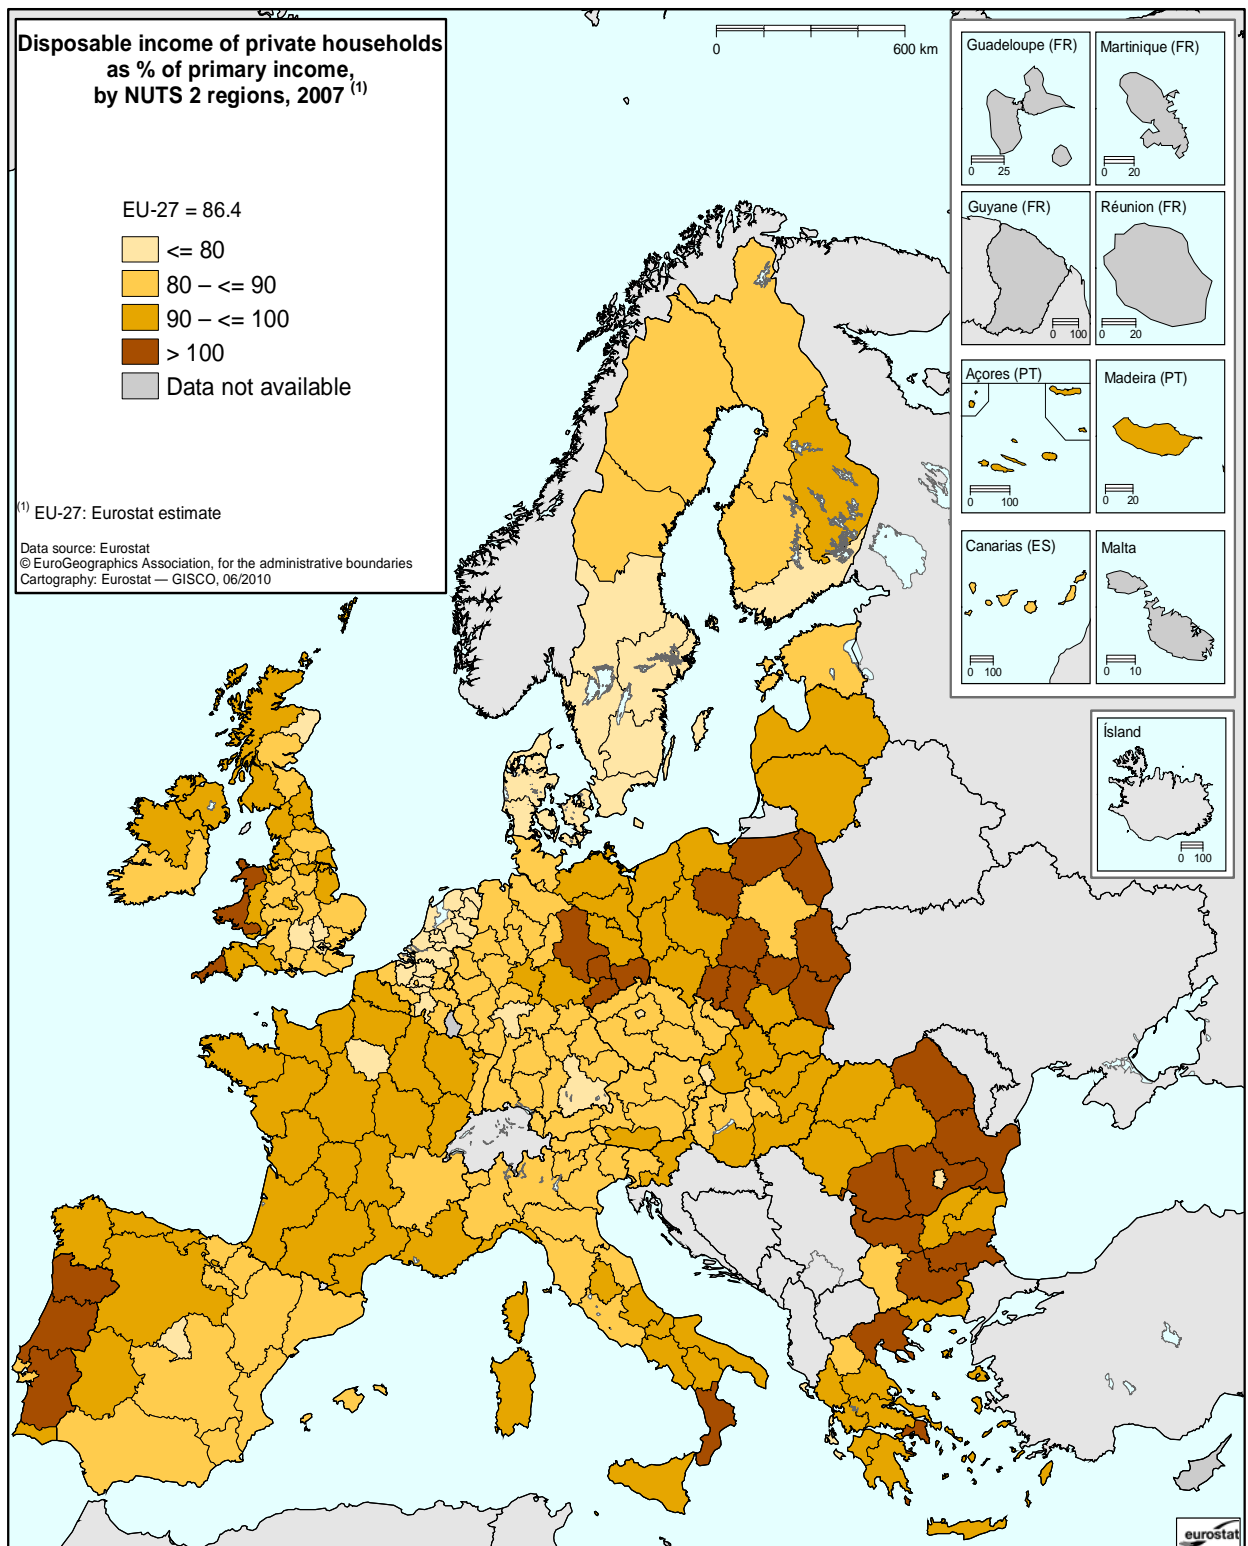 Disposable income of private households
as % of primary income,
by NUTS 2 regions, 2007 (1)
EU-27 = 86.4
<= 80
80 – <= 90
90 – <= 100
> 100
Data not available
(1) EU-27: Eurostat estimate
Data source: Eurostat
© EuroGeographics Association, for the administrative boundaries
Cartography: Eurostat — GISCO, 06/2010
0 600 km
Guadeloupe (FR)
0 25
Martinique (FR)
0 20
Guyane (FR)
0 100
Réunion (FR)
0 20
Açores (PT)
0 100
Madeira (PT)
0 20
Canarias (ES)
0 100
Malta
0 10
Ísland
0 100
eurostat